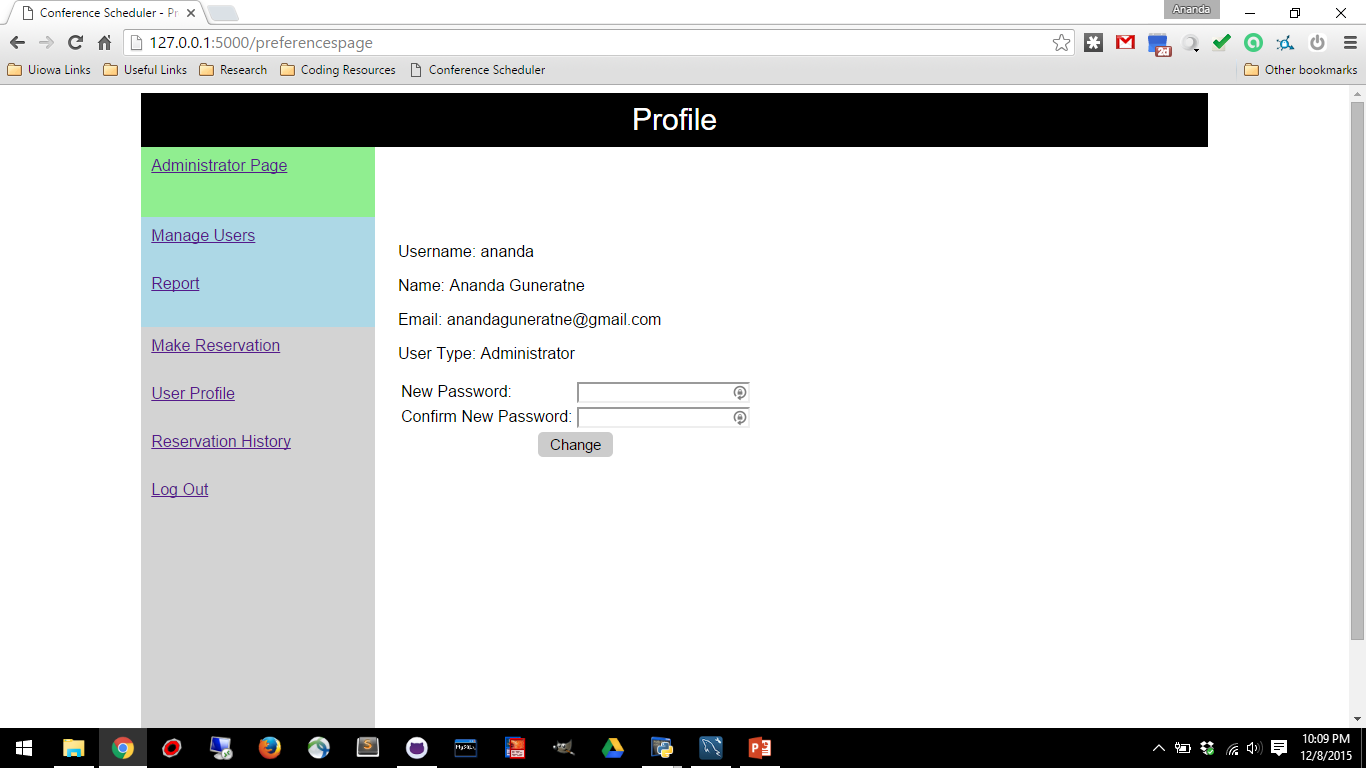 Conference Scheduler - Pr
Ananda
127.0.0.1:5000/preferencespage
23
Uiowa Links
Useful Links
Research
Coding Resources
Conference Scheduler
Other bookmarks
Profile
Administrator Page
Manage Users
Report
Make Reservation
User Profile
Reservation History
Log Out
Username: ananda
Name: Ananda Guneratne
Email: anandaguneratne@gmail.com
User Type: Administrator
New Password:
Confirm New Password:
Change
MySQL
10:09 PM
12/8/2015